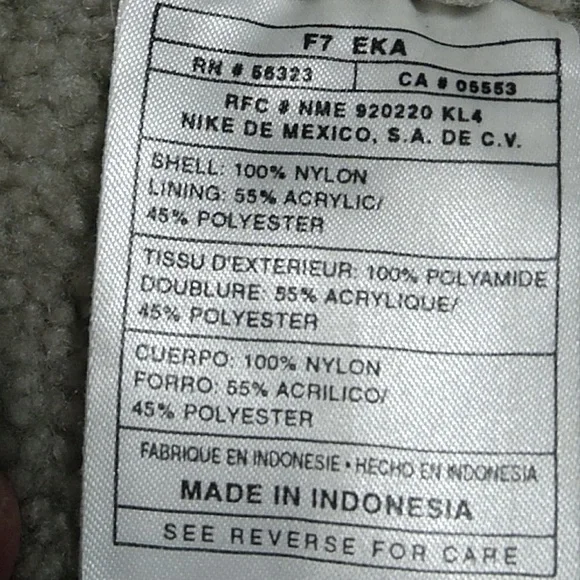 F7 EKA
RN # 56323 CA # 05553
RFC # NME 920220 KL4
NIKE DE MEXICO, S.A. DE C.V.
SHELL: 100% NYLON
LINING: 55% ACRYLIC/
45% POLYESTER
TISSU D'EXTERIEUR: 100% POLYAMIDE
DOUBLURE: 55% ACRYLIQUE/
45% POLYESTER
CUERPO: 100% NYLON
FORRO: 55% ACRILICO/
45% POLYESTER
FABRIQUE EN INDONESIE • HECHO EN INDONESIA
MADE IN INDONESIA
SEE REVERSE FOR CARE